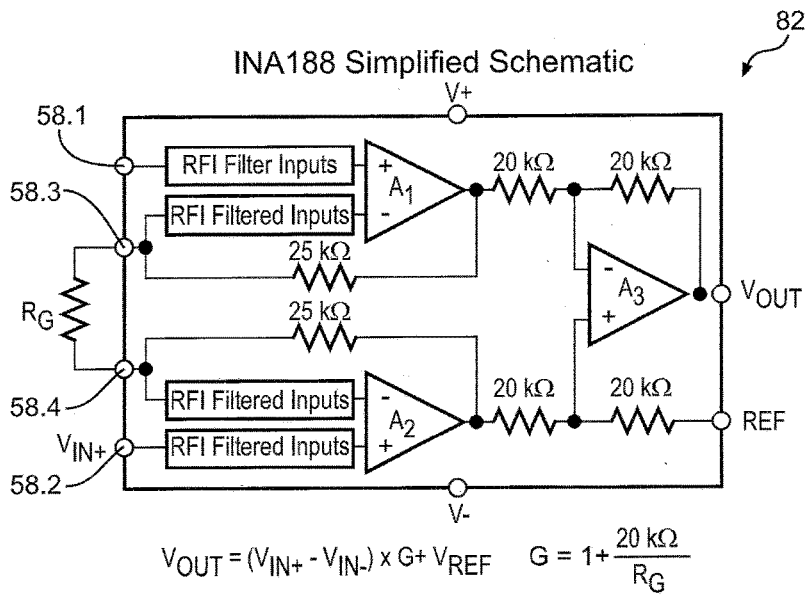 82
INA188 Simplified Schematic
V+
58.1
RFI Filter Inputs
+
A1
-
20 kΩ
20 kΩ
58.3
RFI Filtered Inputs
25 kΩ
RG
-
A3
+
VOUT
25 kΩ
58.4
RFI Filtered Inputs
-
A2
+
20 kΩ
20 kΩ
REF
VIN+
RFI Filtered Inputs
58.2
V-
VOUT = (VIN+ - VIN-) x G+ VREF G = 1+ 20 kΩ / RG